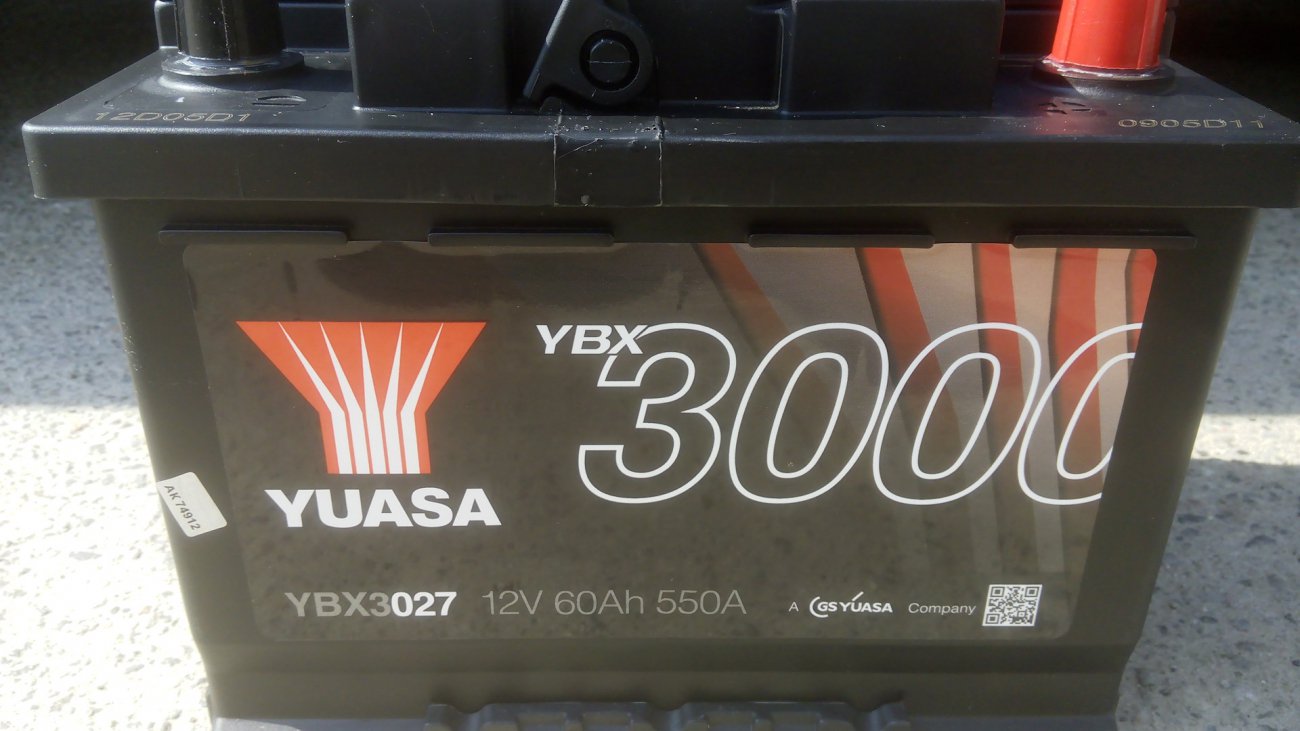 12D05D1
0905D11
YBX 3000
YUASA
AK74912
YBX3027 12V 60Ah 550A
A GS YUASA Company